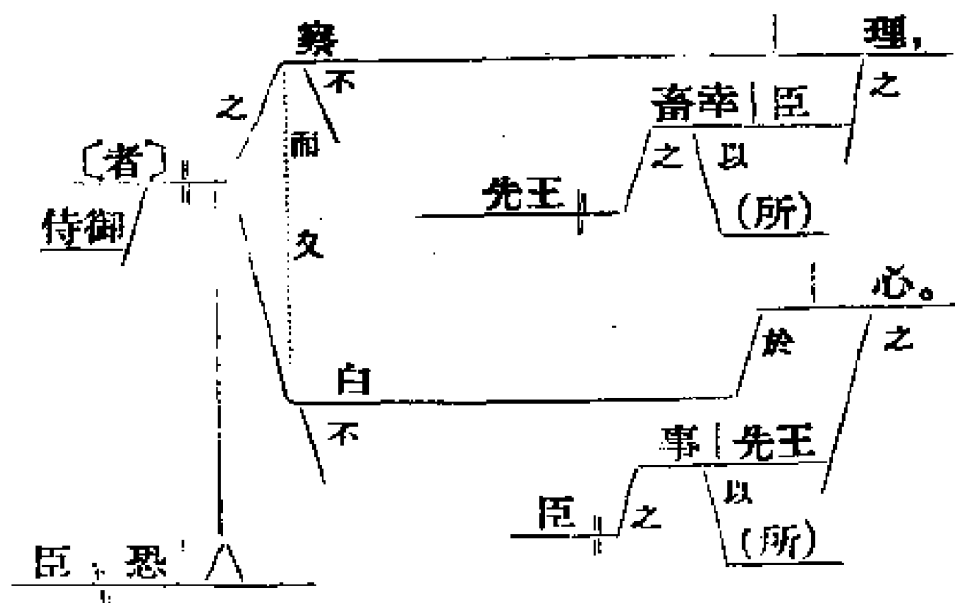 察 理，
不
之 之
而 畜幸 臣
〔者〕 之 以
先王 (所)
侍御
又
心。
於 之
白
不
事 先王
臣 之 以
(所)
臣 恐